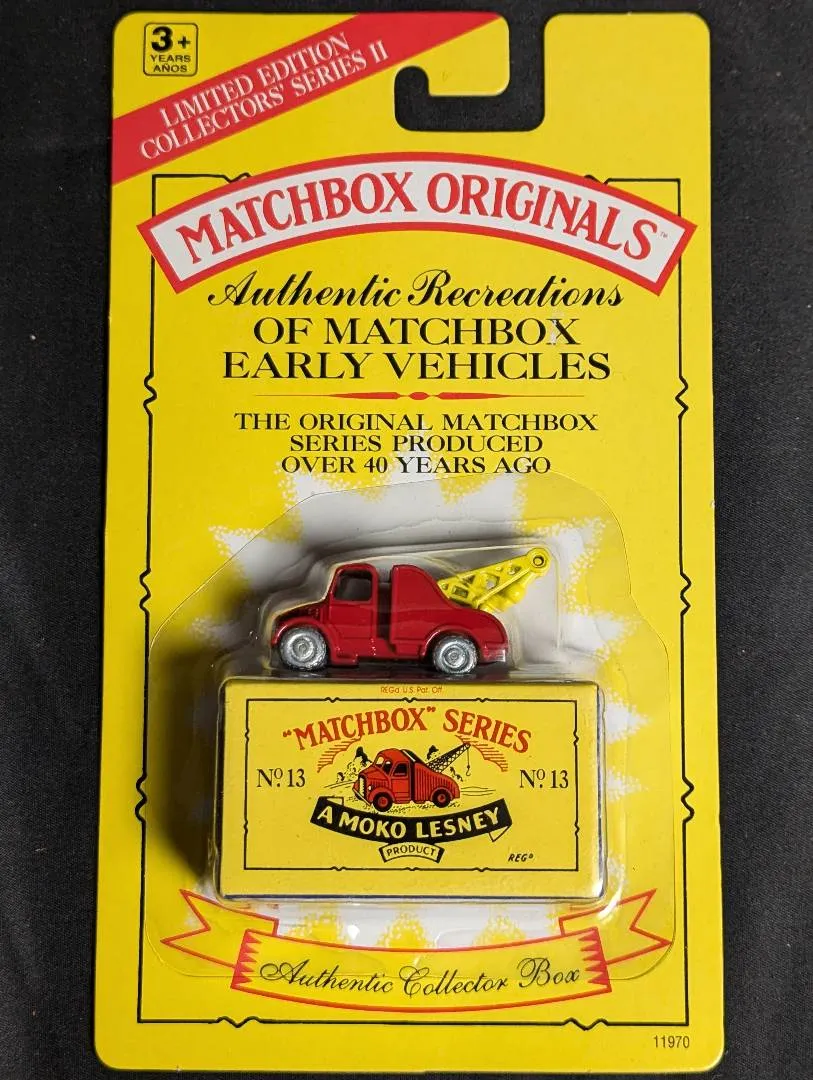 3+
YEARS
AÑOS
LIMITED EDITION
COLLECTORS' SERIES II
MATCHBOX ORIGINALS™
Authentic Recreations
OF MATCHBOX
EARLY VEHICLES
THE ORIGINAL MATCHBOX
SERIES PRODUCED
OVER 40 YEARS AGO
REGd U.S. Pat. Off.
"MATCHBOX" SERIES
Nº 13
Nº 13
A MOKO LESNEY
PRODUCT
REGD
Authentic Collector Box
11970